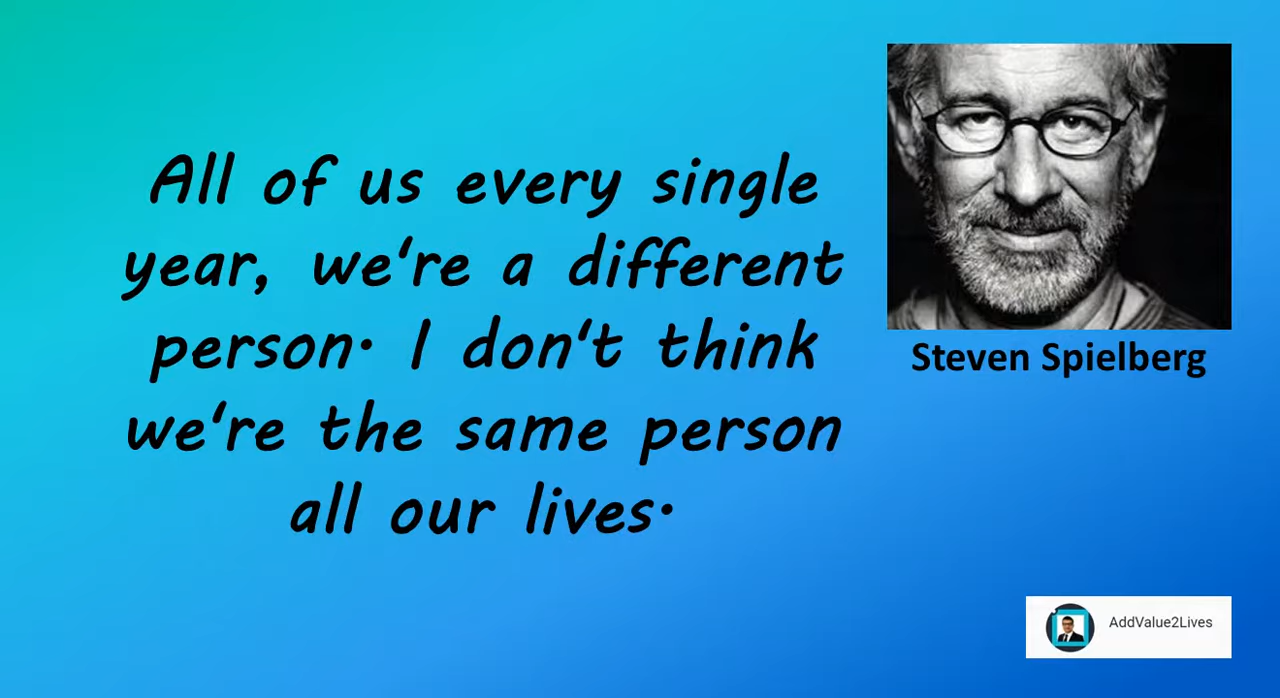 All of us every single
year, we're a different
person. I don't think
we're the same person
all our lives.
Steven Spielberg
AddValue2Lives